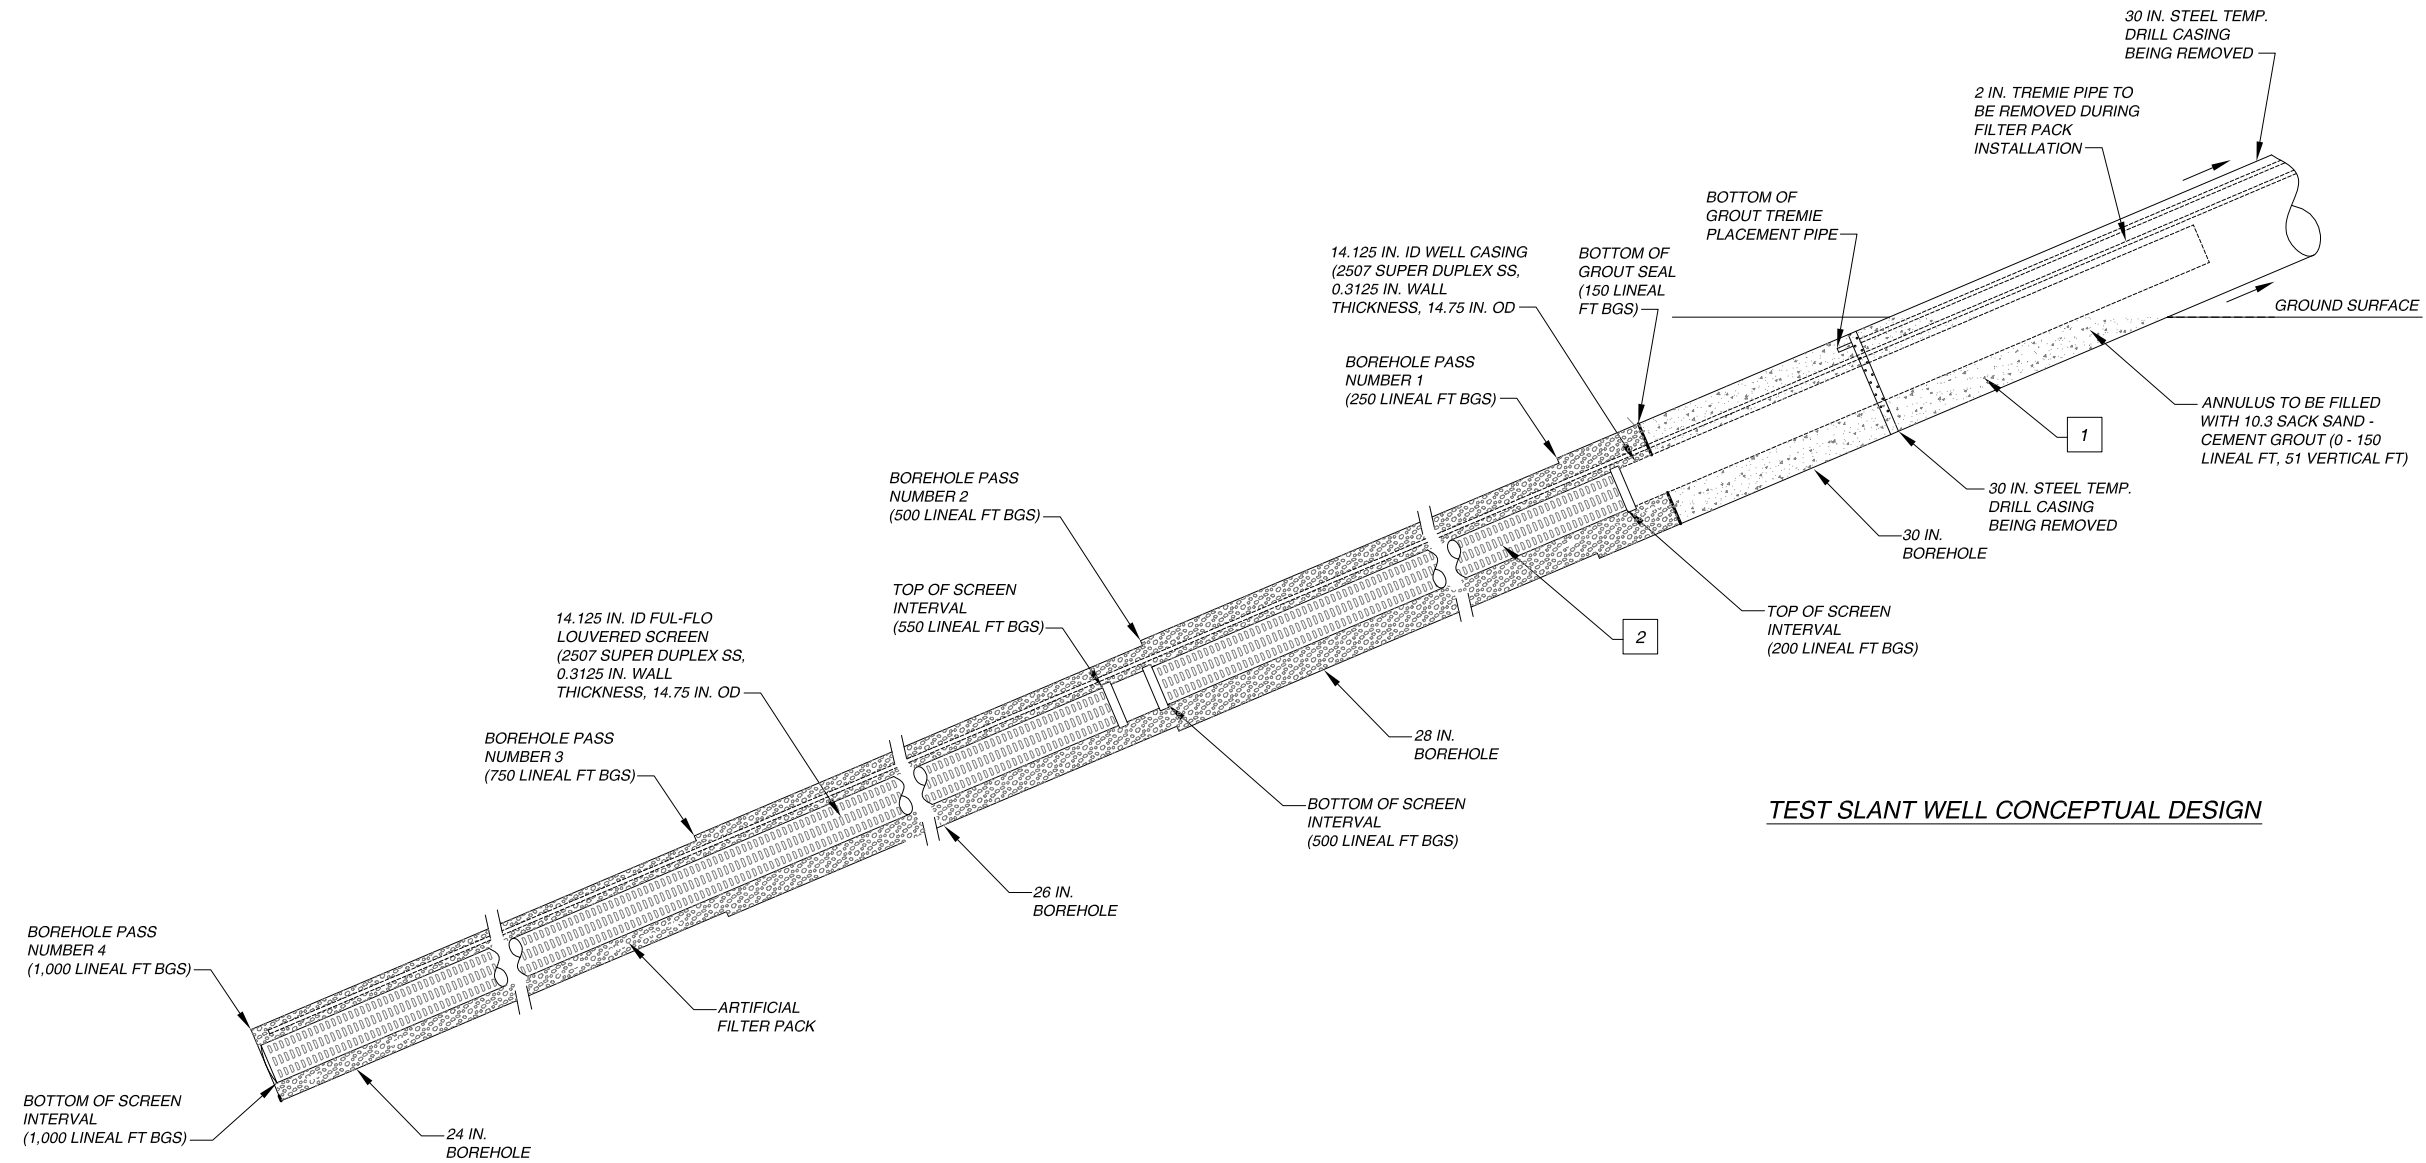 30 IN. STEEL TEMP.
DRILL CASING
BEING REMOVED
2 IN. TREMIE PIPE TO
BE REMOVED DURING
FILTER PACK
INSTALLATION
BOTTOM OF
GROUT TREMIE
PLACEMENT PIPE
14.125 IN. ID WELL CASING
(2507 SUPER DUPLEX SS,
0.3125 IN. WALL
THICKNESS, 14.75 IN. OD
BOTTOM OF
GROUT SEAL
(150 LINEAL
FT BGS)
GROUND SURFACE
BOREHOLE PASS
NUMBER 1
(250 LINEAL FT BGS)
ANNULUS TO BE FILLED
WITH 10.3 SACK SAND -
CEMENT GROUT (0 - 150
LINEAL FT, 51 VERTICAL FT)
1
BOREHOLE PASS
NUMBER 2
(500 LINEAL FT BGS)
30 IN. STEEL TEMP.
DRILL CASING
BEING REMOVED
30 IN.
BOREHOLE
TOP OF SCREEN
INTERVAL
(550 LINEAL FT BGS)
TOP OF SCREEN
INTERVAL
(200 LINEAL FT BGS)
2
14.125 IN. ID FUL-FLO
LOUVERED SCREEN
(2507 SUPER DUPLEX SS,
0.3125 IN. WALL
THICKNESS, 14.75 IN. OD
28 IN.
BOREHOLE
BOREHOLE PASS
NUMBER 3
(750 LINEAL FT BGS)
BOTTOM OF SCREEN
INTERVAL
(500 LINEAL FT BGS)
TEST SLANT WELL CONCEPTUAL DESIGN
26 IN.
BOREHOLE
BOREHOLE PASS
NUMBER 4
(1,000 LINEAL FT BGS)
ARTIFICIAL
FILTER PACK
BOTTOM OF SCREEN
INTERVAL
(1,000 LINEAL FT BGS)
24 IN.
BOREHOLE